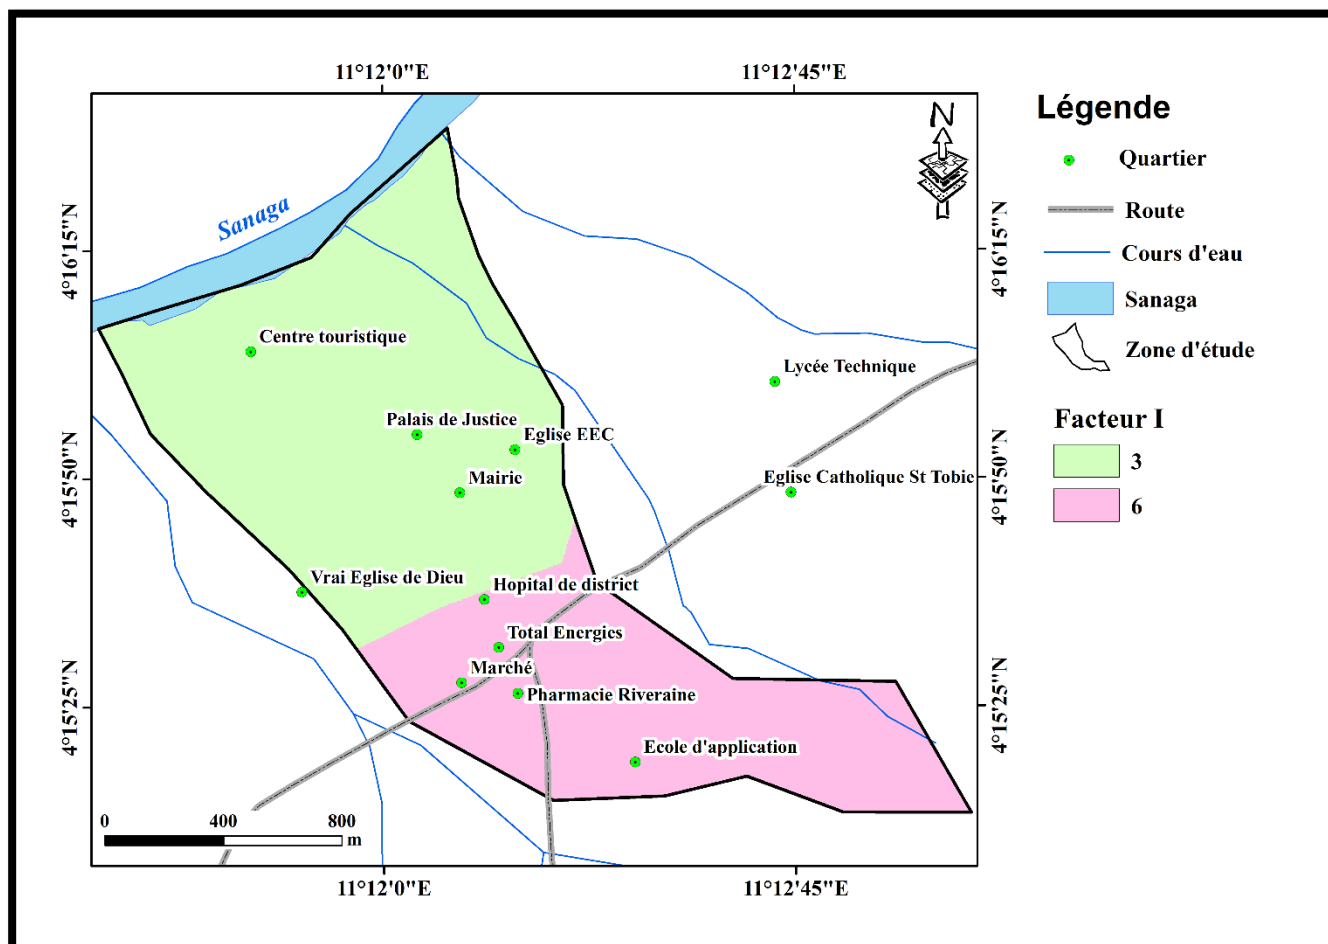 11°12'0"E
11°12'45"E
N
Légende
Quartier
Route
Cours d'eau
Sanaga
Zone d'étude
Facteur I
3
6
4°16'15"N
4°16'15"N
Sanaga
Centre touristique
Lycée Technique
Palais de Justice
Eglise EEC
4°15'50"N
4°15'50"N
Mairie
Eglise Catholique St Tobie
Vrai Eglise de Dieu
Hopital de district
Total Energies
Marché
Pharmacie Riveraine
4°15'25"N
4°15'25"N
Ecole d'application
0 400 800
m
11°12'0"E
11°12'45"E